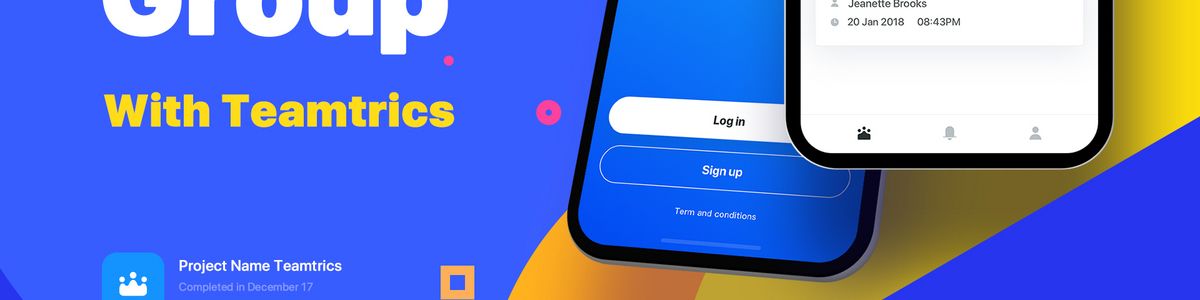 Group
With Teamtrics
Project Name Teamtrics
Completed in December 17
Log in
Sign up
Term and conditions
Jeanette Brooks
20 Jan 2018 08:43PM